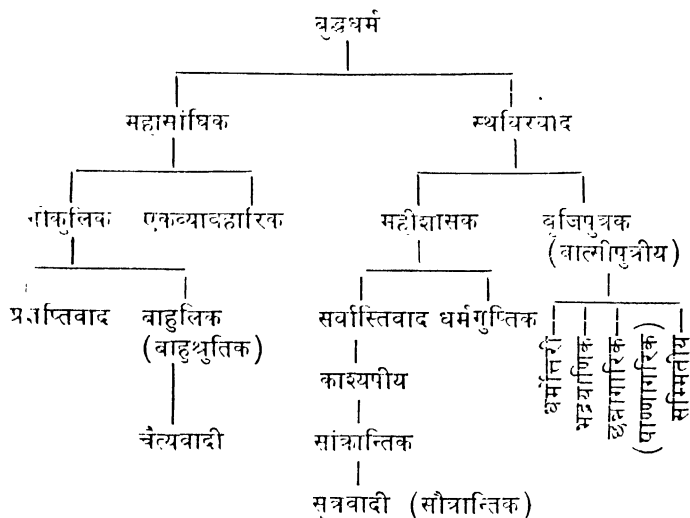 बुद्धधर्म
महासांघिक स्थविरवाद
गोकुलिक एकव्यावहारिक महीशासक वृजिपुत्रक
(वात्सीपुत्रीय)
प्रज्ञप्तिवाद बाहुलिक सर्वास्तिवाद धर्मगुप्तिक
(बाहुश्रुतिक)
काश्यपीय
चैत्यवादी सांक्रान्तिक
सूत्रवादी (सौत्रान्तिक)
धर्मोत्तरी
भद्रयाणिक
छन्नागारिक
(पाण्णागरिक)
सम्मितीय